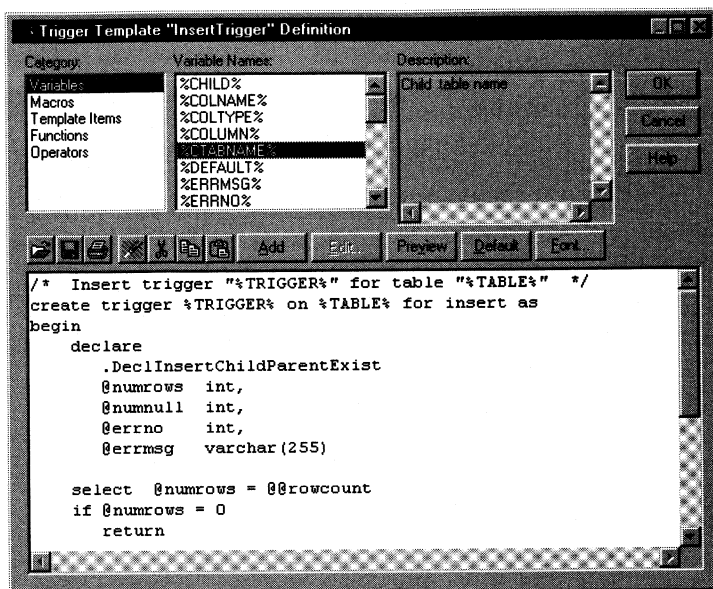 Trigger Template "InsertTrigger" Definition
Category:
Variables
Macros
Template Items
Functions
Operators
Variable Names:
%CHILD%
%COLNAME%
%COLTYPE%
%COLUMN%
%CTABNAME%
%DEFAULT%
%ERRMSG%
%ERRNO%
Description:
Child table name
OK
Cancel
Help
Add
Edit...
Preview
Default
Font...
/*  Insert trigger "%TRIGGER%" for table "%TABLE%"  */
create trigger %TRIGGER% on %TABLE% for insert as
begin
    declare
       .DeclInsertChildParentExist
       @numrows  int,
       @numnull  int,
       @errno    int,
       @errmsg   varchar(255)
    select  @numrows = @@rowcount
    if @numrows = 0
       return